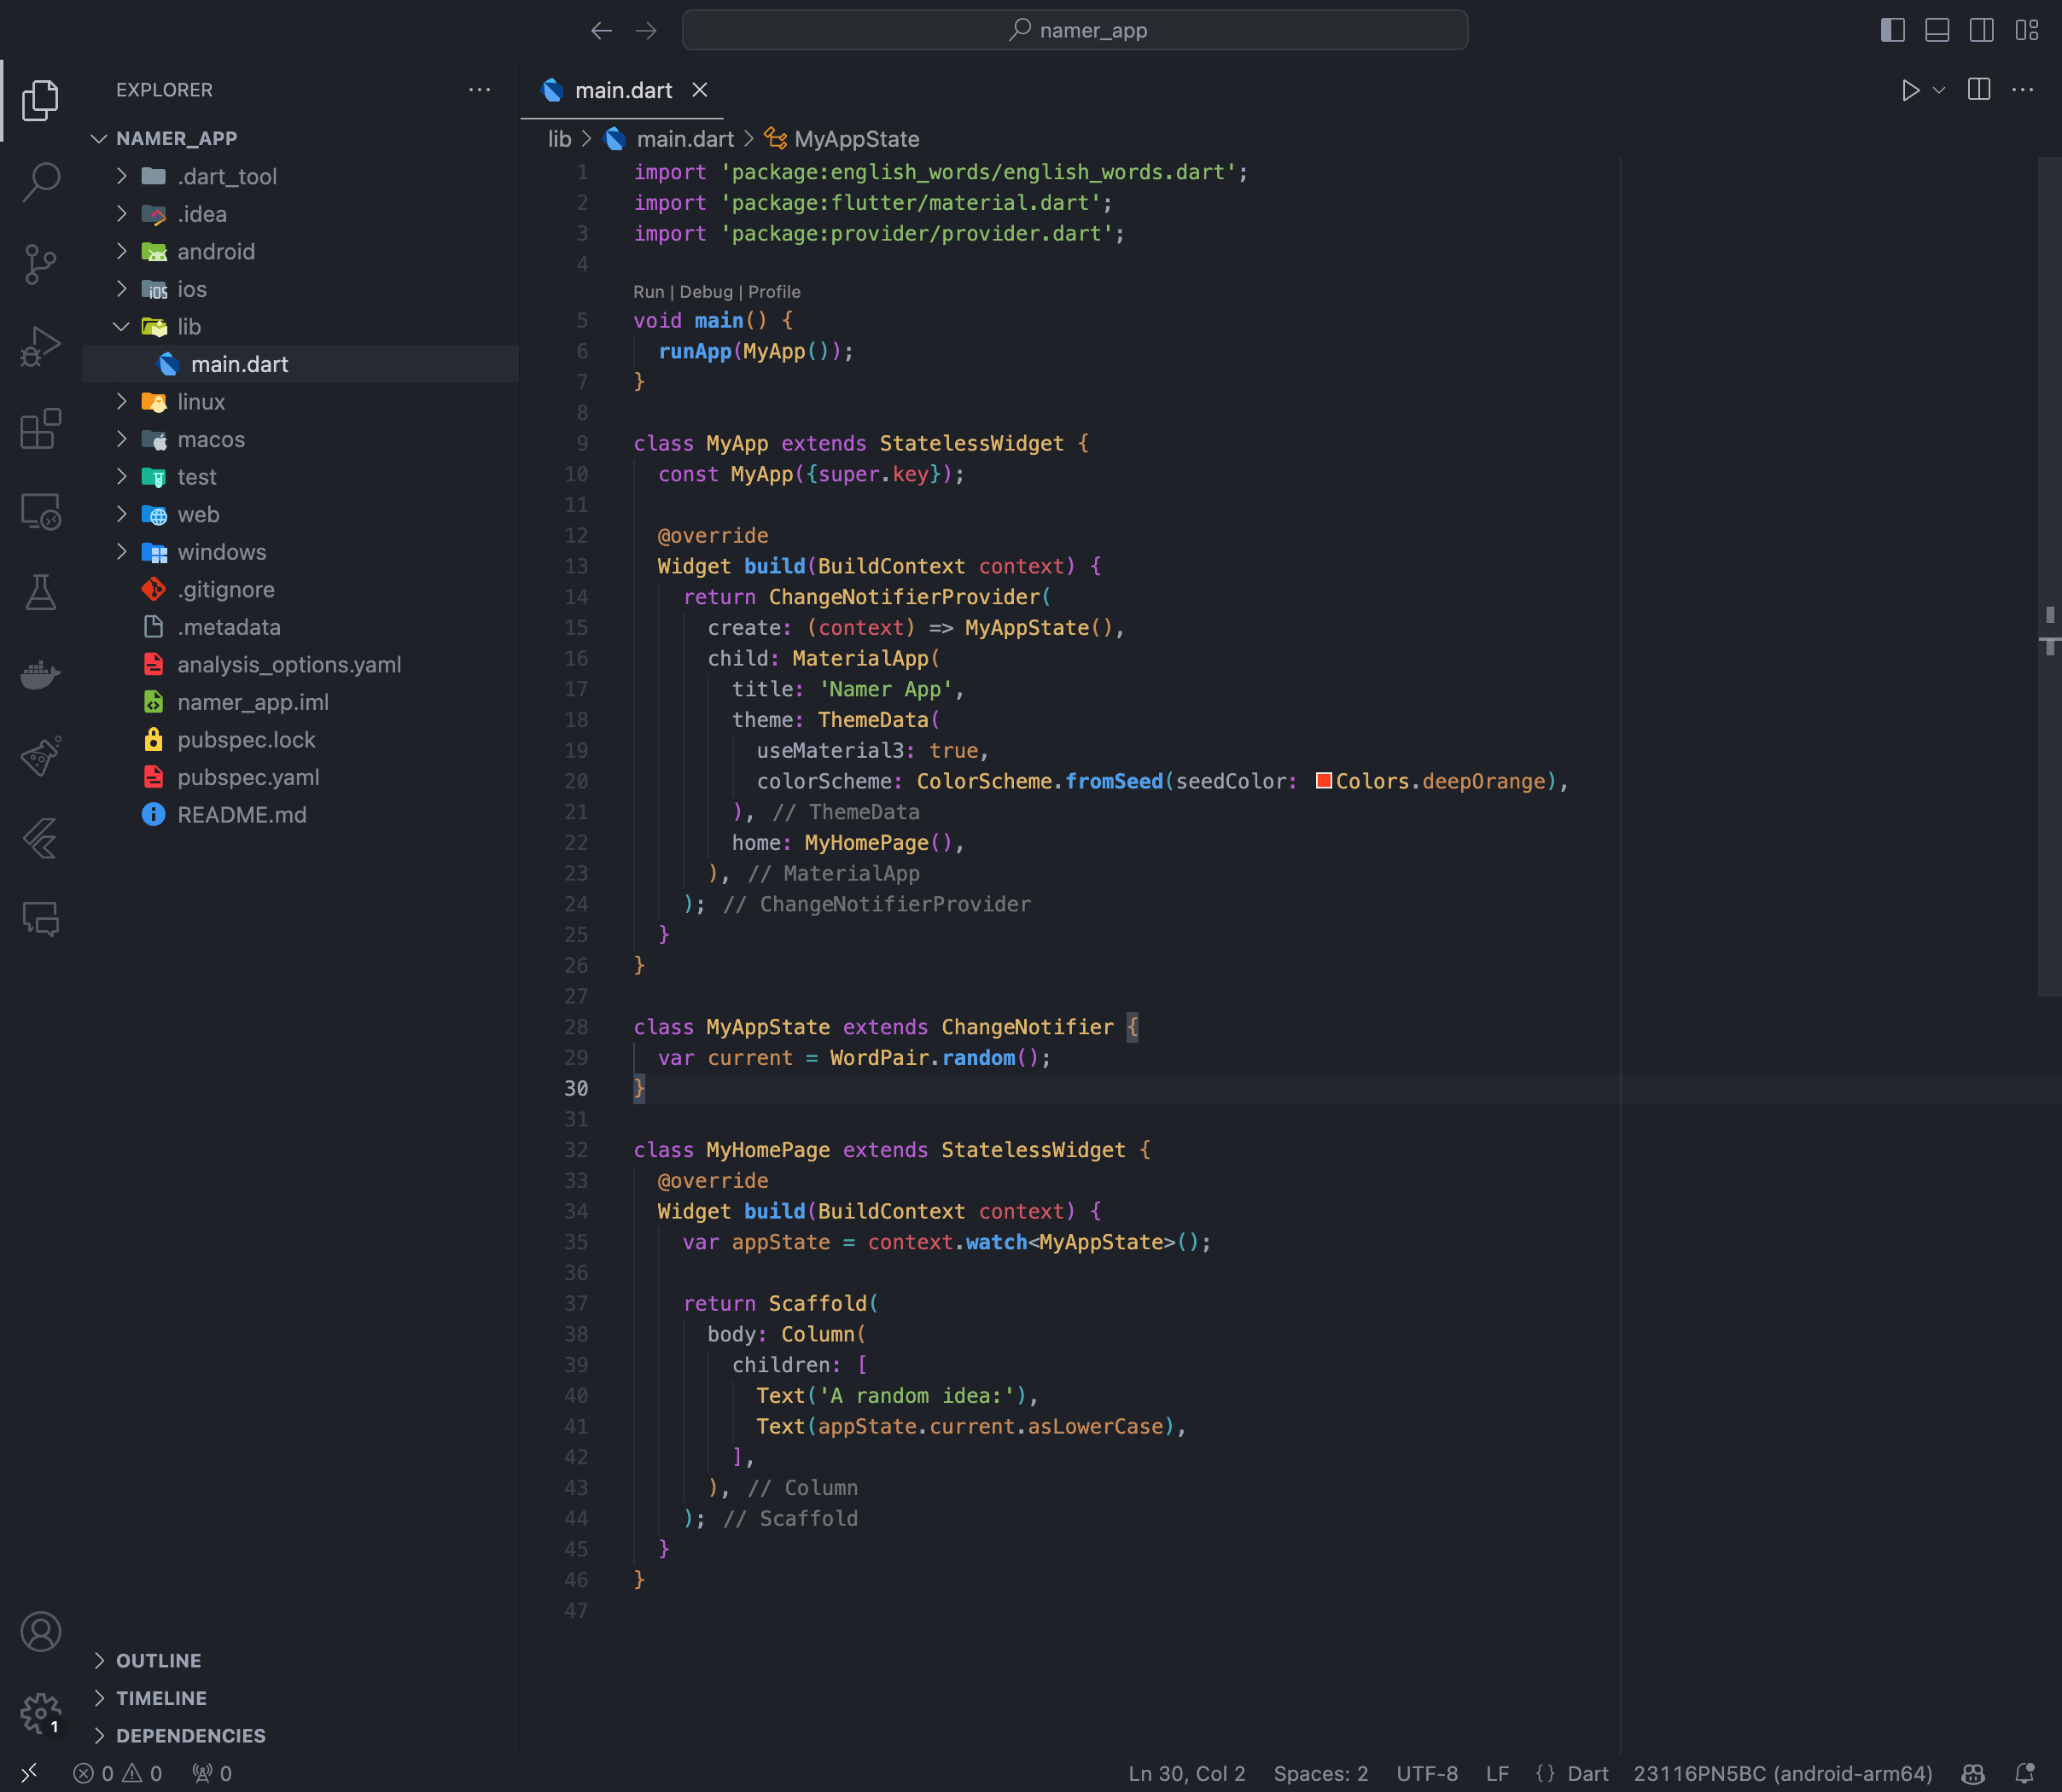 namer_app
EXPLORER
NAMER_APP
.dart_tool
.idea
android
ios
lib
main.dart
linux
macos
test
web
windows
.gitignore
.metadata
analysis_options.yaml
namer_app.iml
pubspec.lock
pubspec.yaml
README.md
OUTLINE
TIMELINE
DEPENDENCIES
1
main.dart
lib > main.dart > MyAppState
1 import 'package:english_words/english_words.dart';
2 import 'package:flutter/material.dart';
3 import 'package:provider/provider.dart';
4
Run | Debug | Profile
5 void main() {
6   runApp(MyApp());
7 }
8
9 class MyApp extends StatelessWidget {
10   const MyApp({super.key});
11
12   @override
13   Widget build(BuildContext context) {
14     return ChangeNotifierProvider(
15       create: (context) => MyAppState(),
16       child: MaterialApp(
17         title: 'Namer App',
18         theme: ThemeData(
19           useMaterial3: true,
20           colorScheme: ColorScheme.fromSeed(seedColor: Colors.deepOrange),
21         ), // ThemeData
22         home: MyHomePage(),
23       ), // MaterialApp
24     ); // ChangeNotifierProvider
25   }
26 }
27
28 class MyAppState extends ChangeNotifier {
29   var current = WordPair.random();
30 }
31
32 class MyHomePage extends StatelessWidget {
33   @override
34   Widget build(BuildContext context) {
35     var appState = context.watch<MyAppState>();
36
37     return Scaffold(
38       body: Column(
39         children: [
40           Text('A random idea:'),
41           Text(appState.current.asLowerCase),
42         ],
43       ), // Column
44     ); // Scaffold
45   }
46 }
47
0 0 0
Ln 30, Col 2 Spaces: 2 UTF-8 LF {} Dart 23116PN5BC (android-arm64)